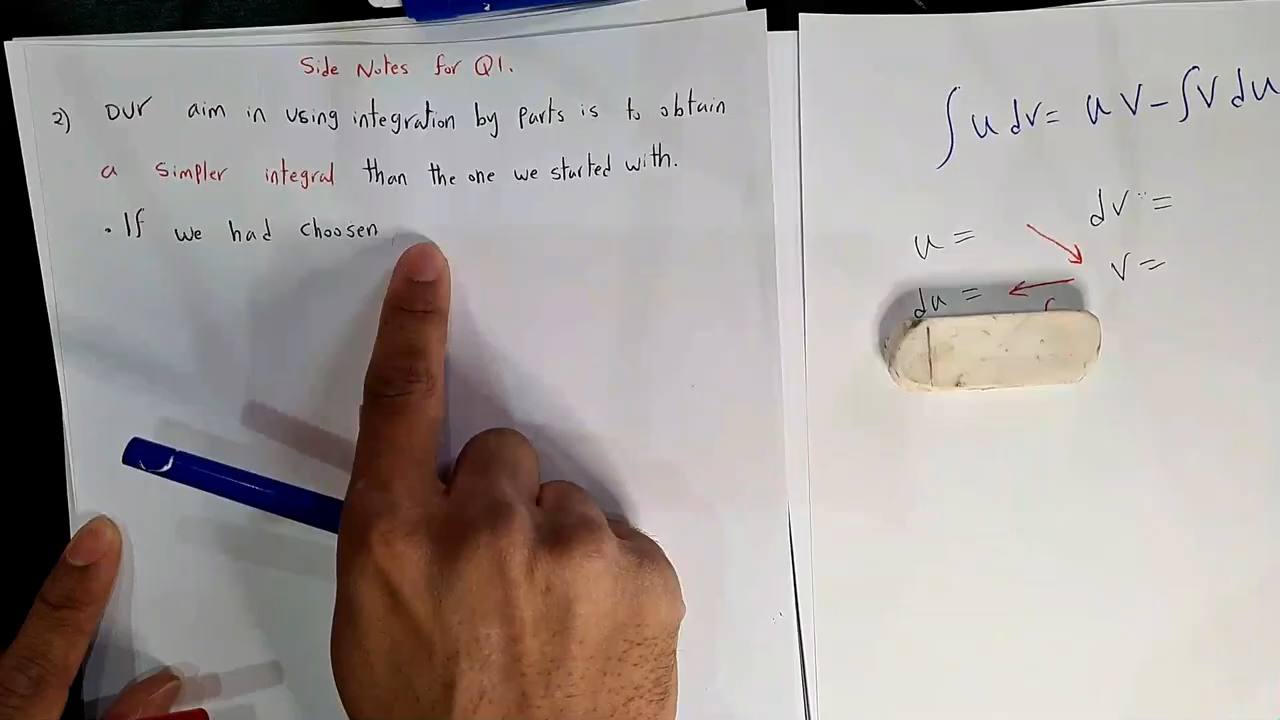 Side Notes for Q1.
2) Our aim in using integration by parts is to obtain
a simpler integral than the one we started with.
. If we had choosen
∫u dv = uv - ∫v du
u =
dv =
du =
v =